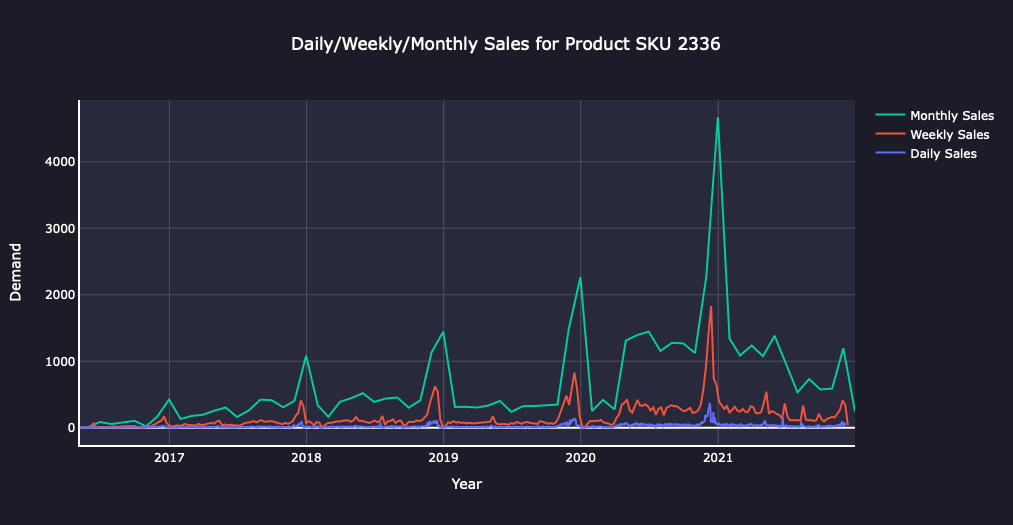 Daily/Weekly/Monthly Sales for Product SKU 2336
Monthly Sales
Weekly Sales
Daily Sales
Demand
4000
3000
2000
1000
0
2017 2018 2019 2020 2021
Year